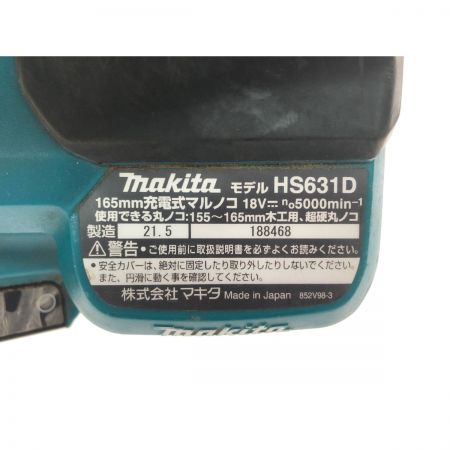 makita モデル HS631D
165mm充電式マルノコ 18V⎓ n₀5000min⁻¹
使用できる丸ノコ:155～165mm木工用、超硬丸ノコ
製造 21.5 188468
⚠警告・ご使用前に取扱説明書を必ずよくお読みください。
・安全カバーは、絶対に固定したり取り外したりしないでください。
また、円滑に動く事を確認してください。
株式会社マキタ Made in Japan 852V98-3
makita